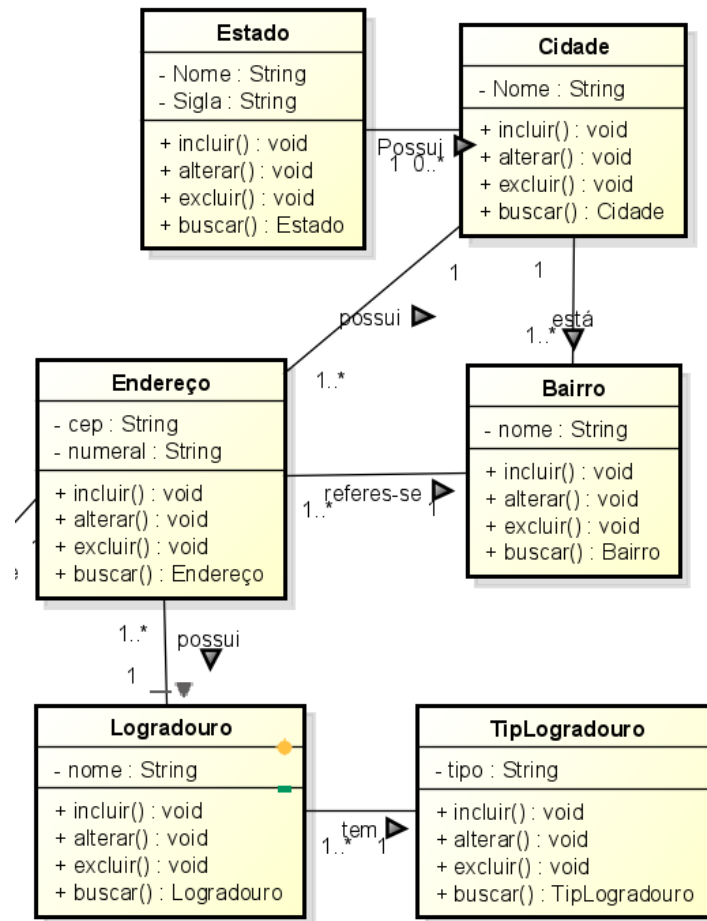 Estado
- Nome : String
- Sigla : String
+ incluir() : void
+ alterar() : void
+ excluir() : void
+ buscar() : Estado
Cidade
- Nome : String
+ incluir() : void
+ alterar() : void
+ excluir() : void
+ buscar() : Cidade
Possui
1 0..*
1
possui
1..*
1
está
1..*
Endereço
- cep : String
- numeral : String
+ incluir() : void
+ alterar() : void
+ excluir() : void
+ buscar() : Endereço
Bairro
- nome : String
+ incluir() : void
+ alterar() : void
+ excluir() : void
+ buscar() : Bairro
referes-se
1..* 1
1..*
possui
1
Logradouro
- nome : String
+ incluir() : void
+ alterar() : void
+ excluir() : void
+ buscar() : Logradouro
tem
1..* 1
TipLogradouro
- tipo : String
+ incluir() : void
+ alterar() : void
+ excluir() : void
+ buscar() : TipLogradouro